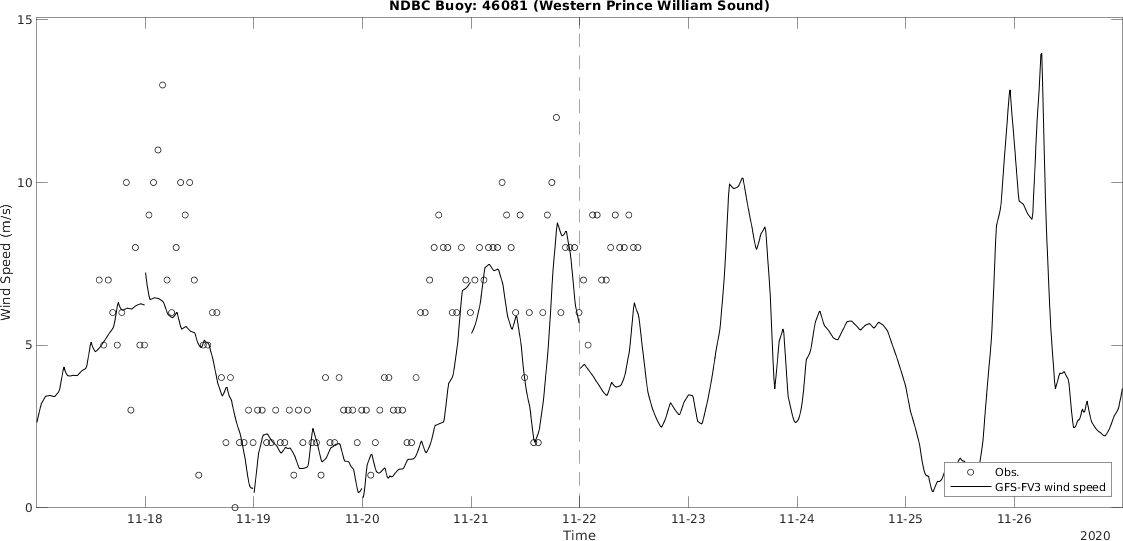 NDBC Buoy: 46081 (Western Prince William Sound)
15
10
5
0
Wind Speed (m/s)
11-18 11-19 11-20 11-21 11-22 11-23 11-24 11-25 11-26
Time
2020
Obs.
GFS-FV3 wind speed